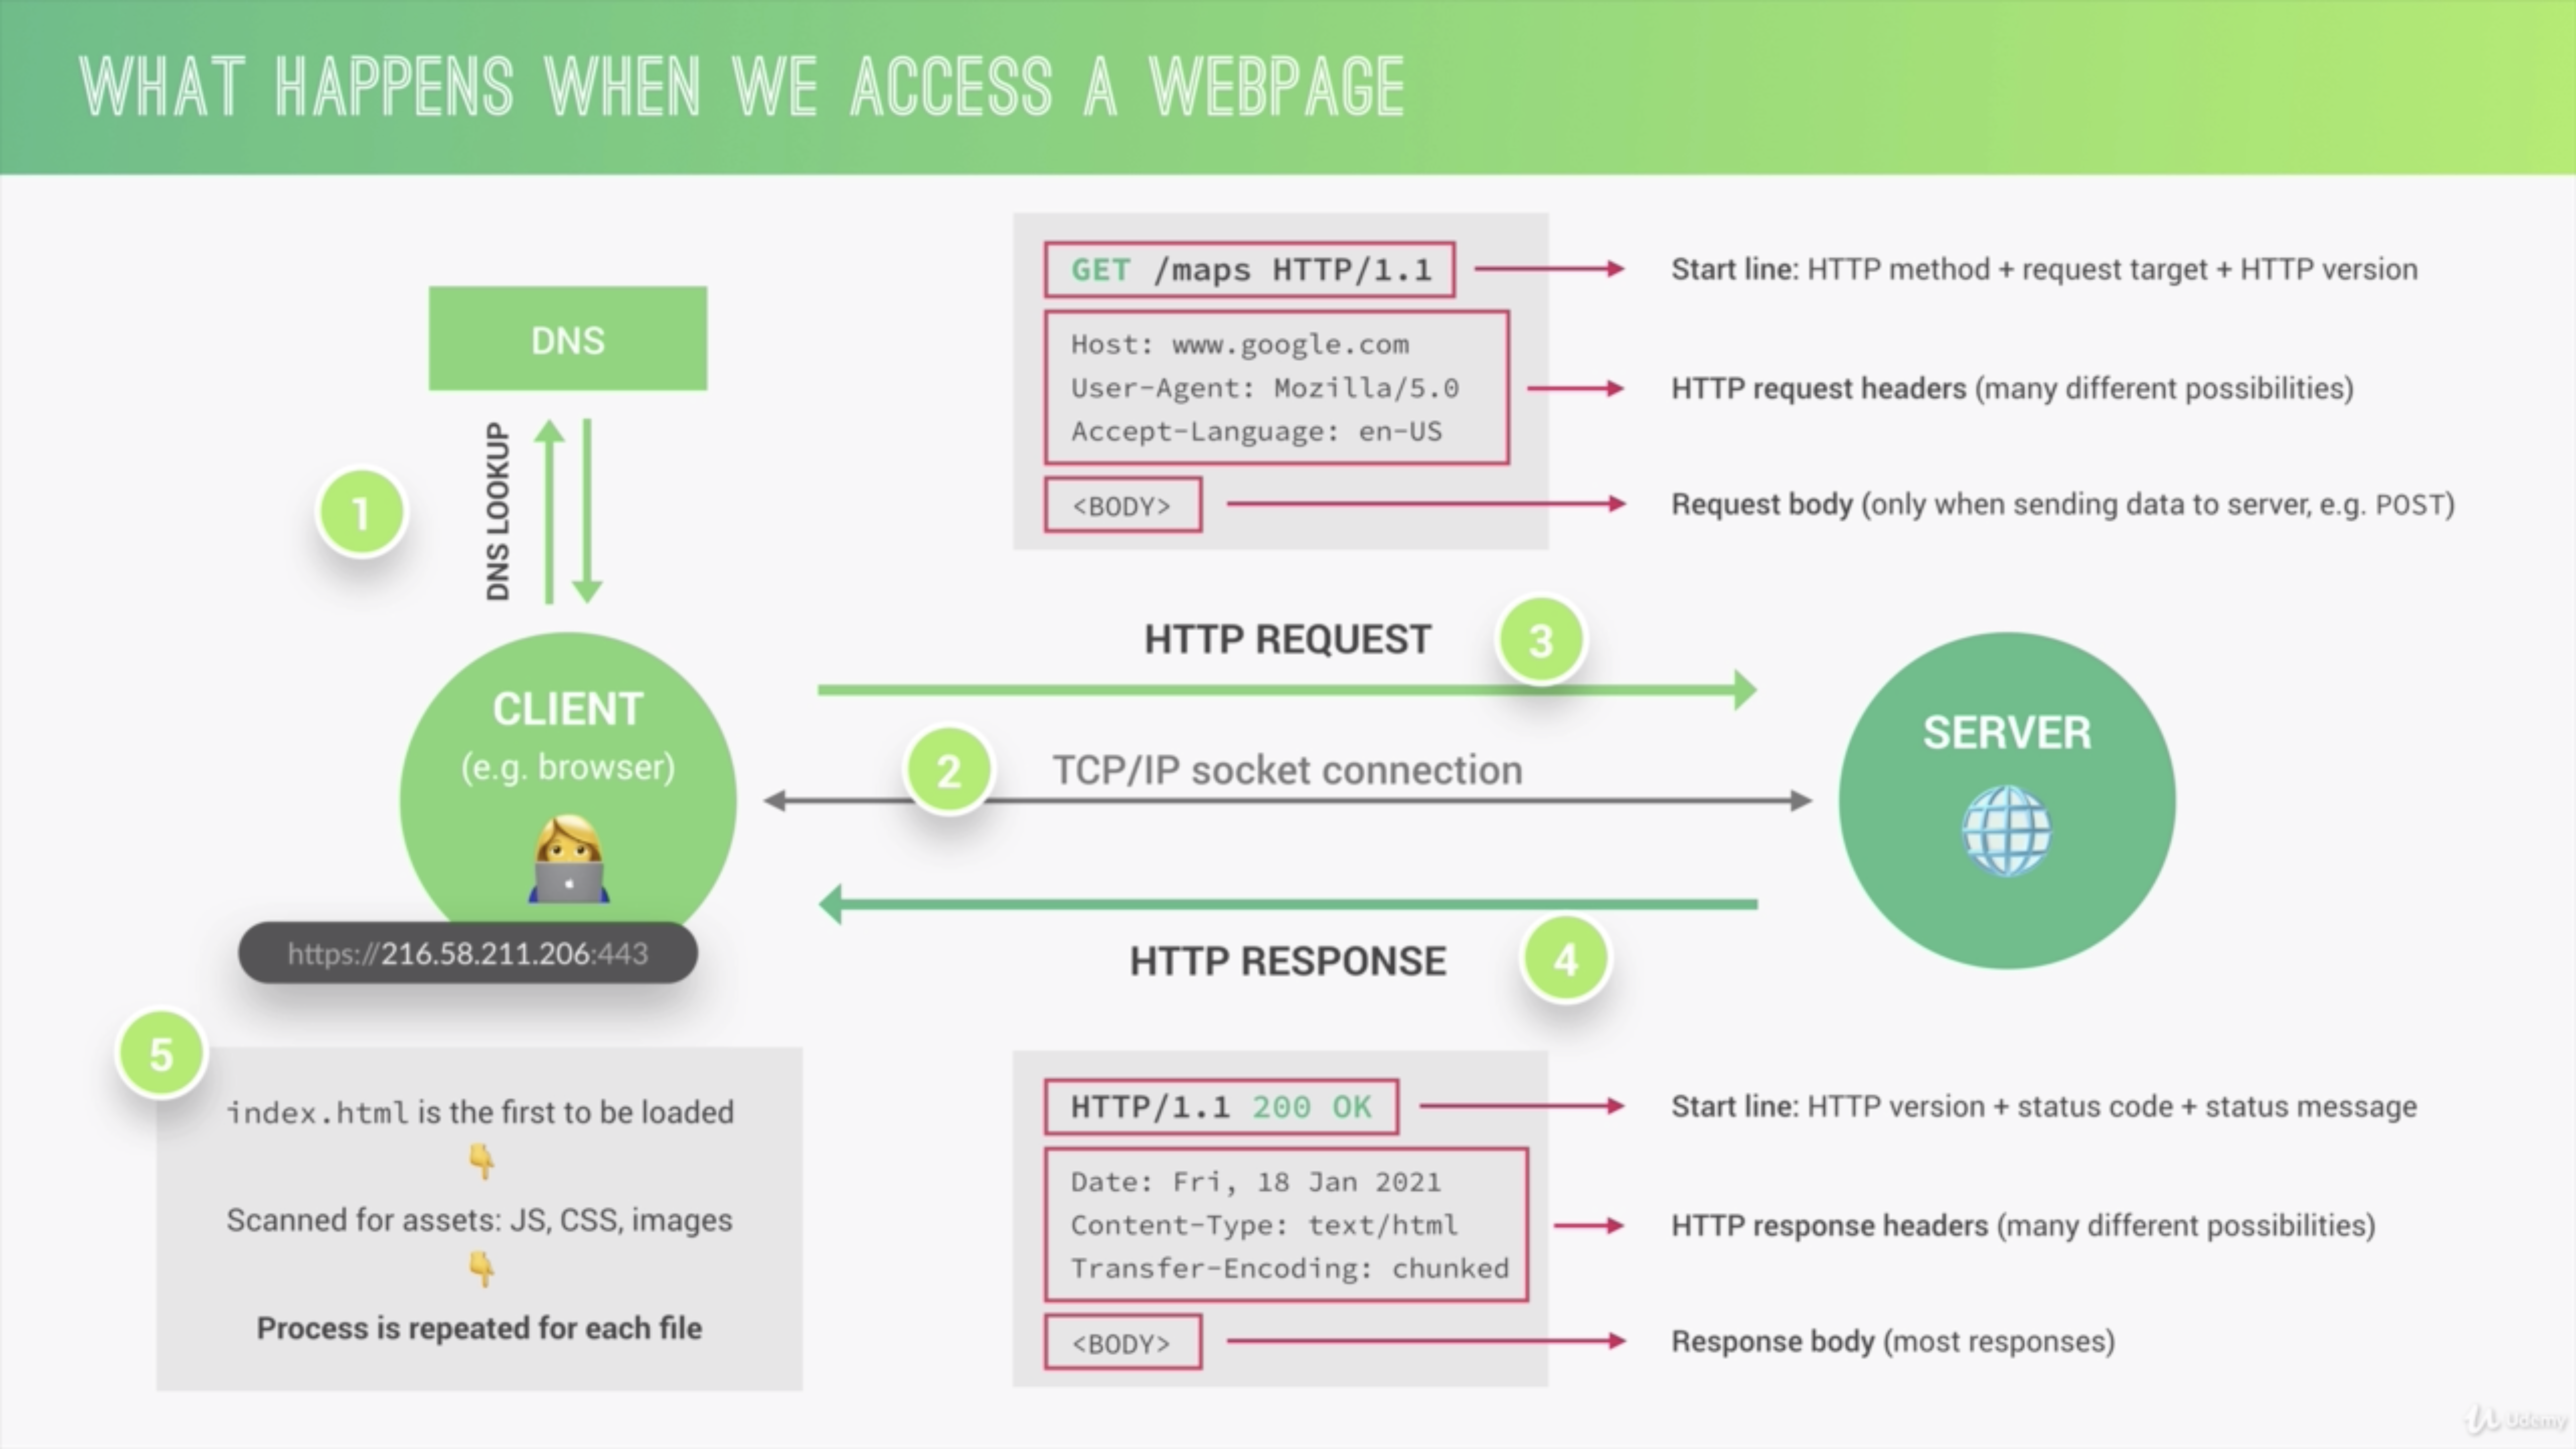 WHAT HAPPENS WHEN WE ACCESS A WEBPAGE
DNS
DNS LOOKUP
1
CLIENT
(e.g. browser)
https://216.58.211.206:443
GET /maps HTTP/1.1
Start line: HTTP method + request target + HTTP version
Host: www.google.com
User-Agent: Mozilla/5.0
Accept-Language: en-US
HTTP request headers (many different possibilities)
<BODY>
Request body (only when sending data to server, e.g. POST)
HTTP REQUEST
3
2
TCP/IP socket connection
SERVER
HTTP RESPONSE
4
5
index.html is the first to be loaded
Scanned for assets: JS, CSS, images
Process is repeated for each file
HTTP/1.1 200 OK
Start line: HTTP version + status code + status message
Date: Fri, 18 Jan 2021
Content-Type: text/html
Transfer-Encoding: chunked
HTTP response headers (many different possibilities)
<BODY>
Response body (most responses)
Udemy